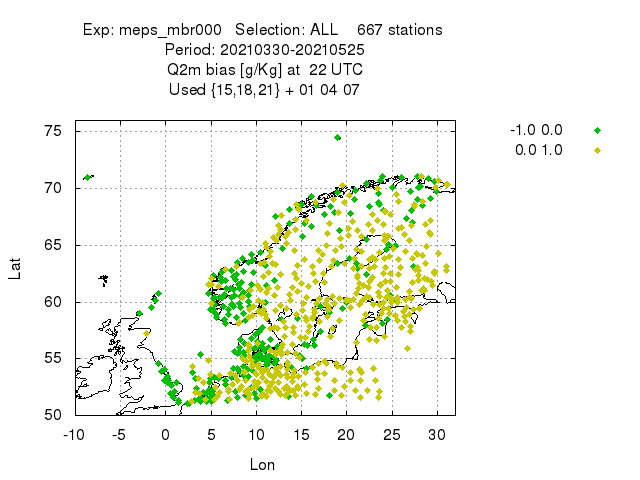 Exp: meps_mbr000   Selection: ALL    667 stations
Period: 20210330-20210525
Q2m bias [g/Kg] at  22 UTC
Used {15,18,21} + 01 04 07
-1.0 0.0
0.0 1.0
75
70
65
60
55
50
Lat
-10 -5 0 5 10 15 20 25 30
Lon